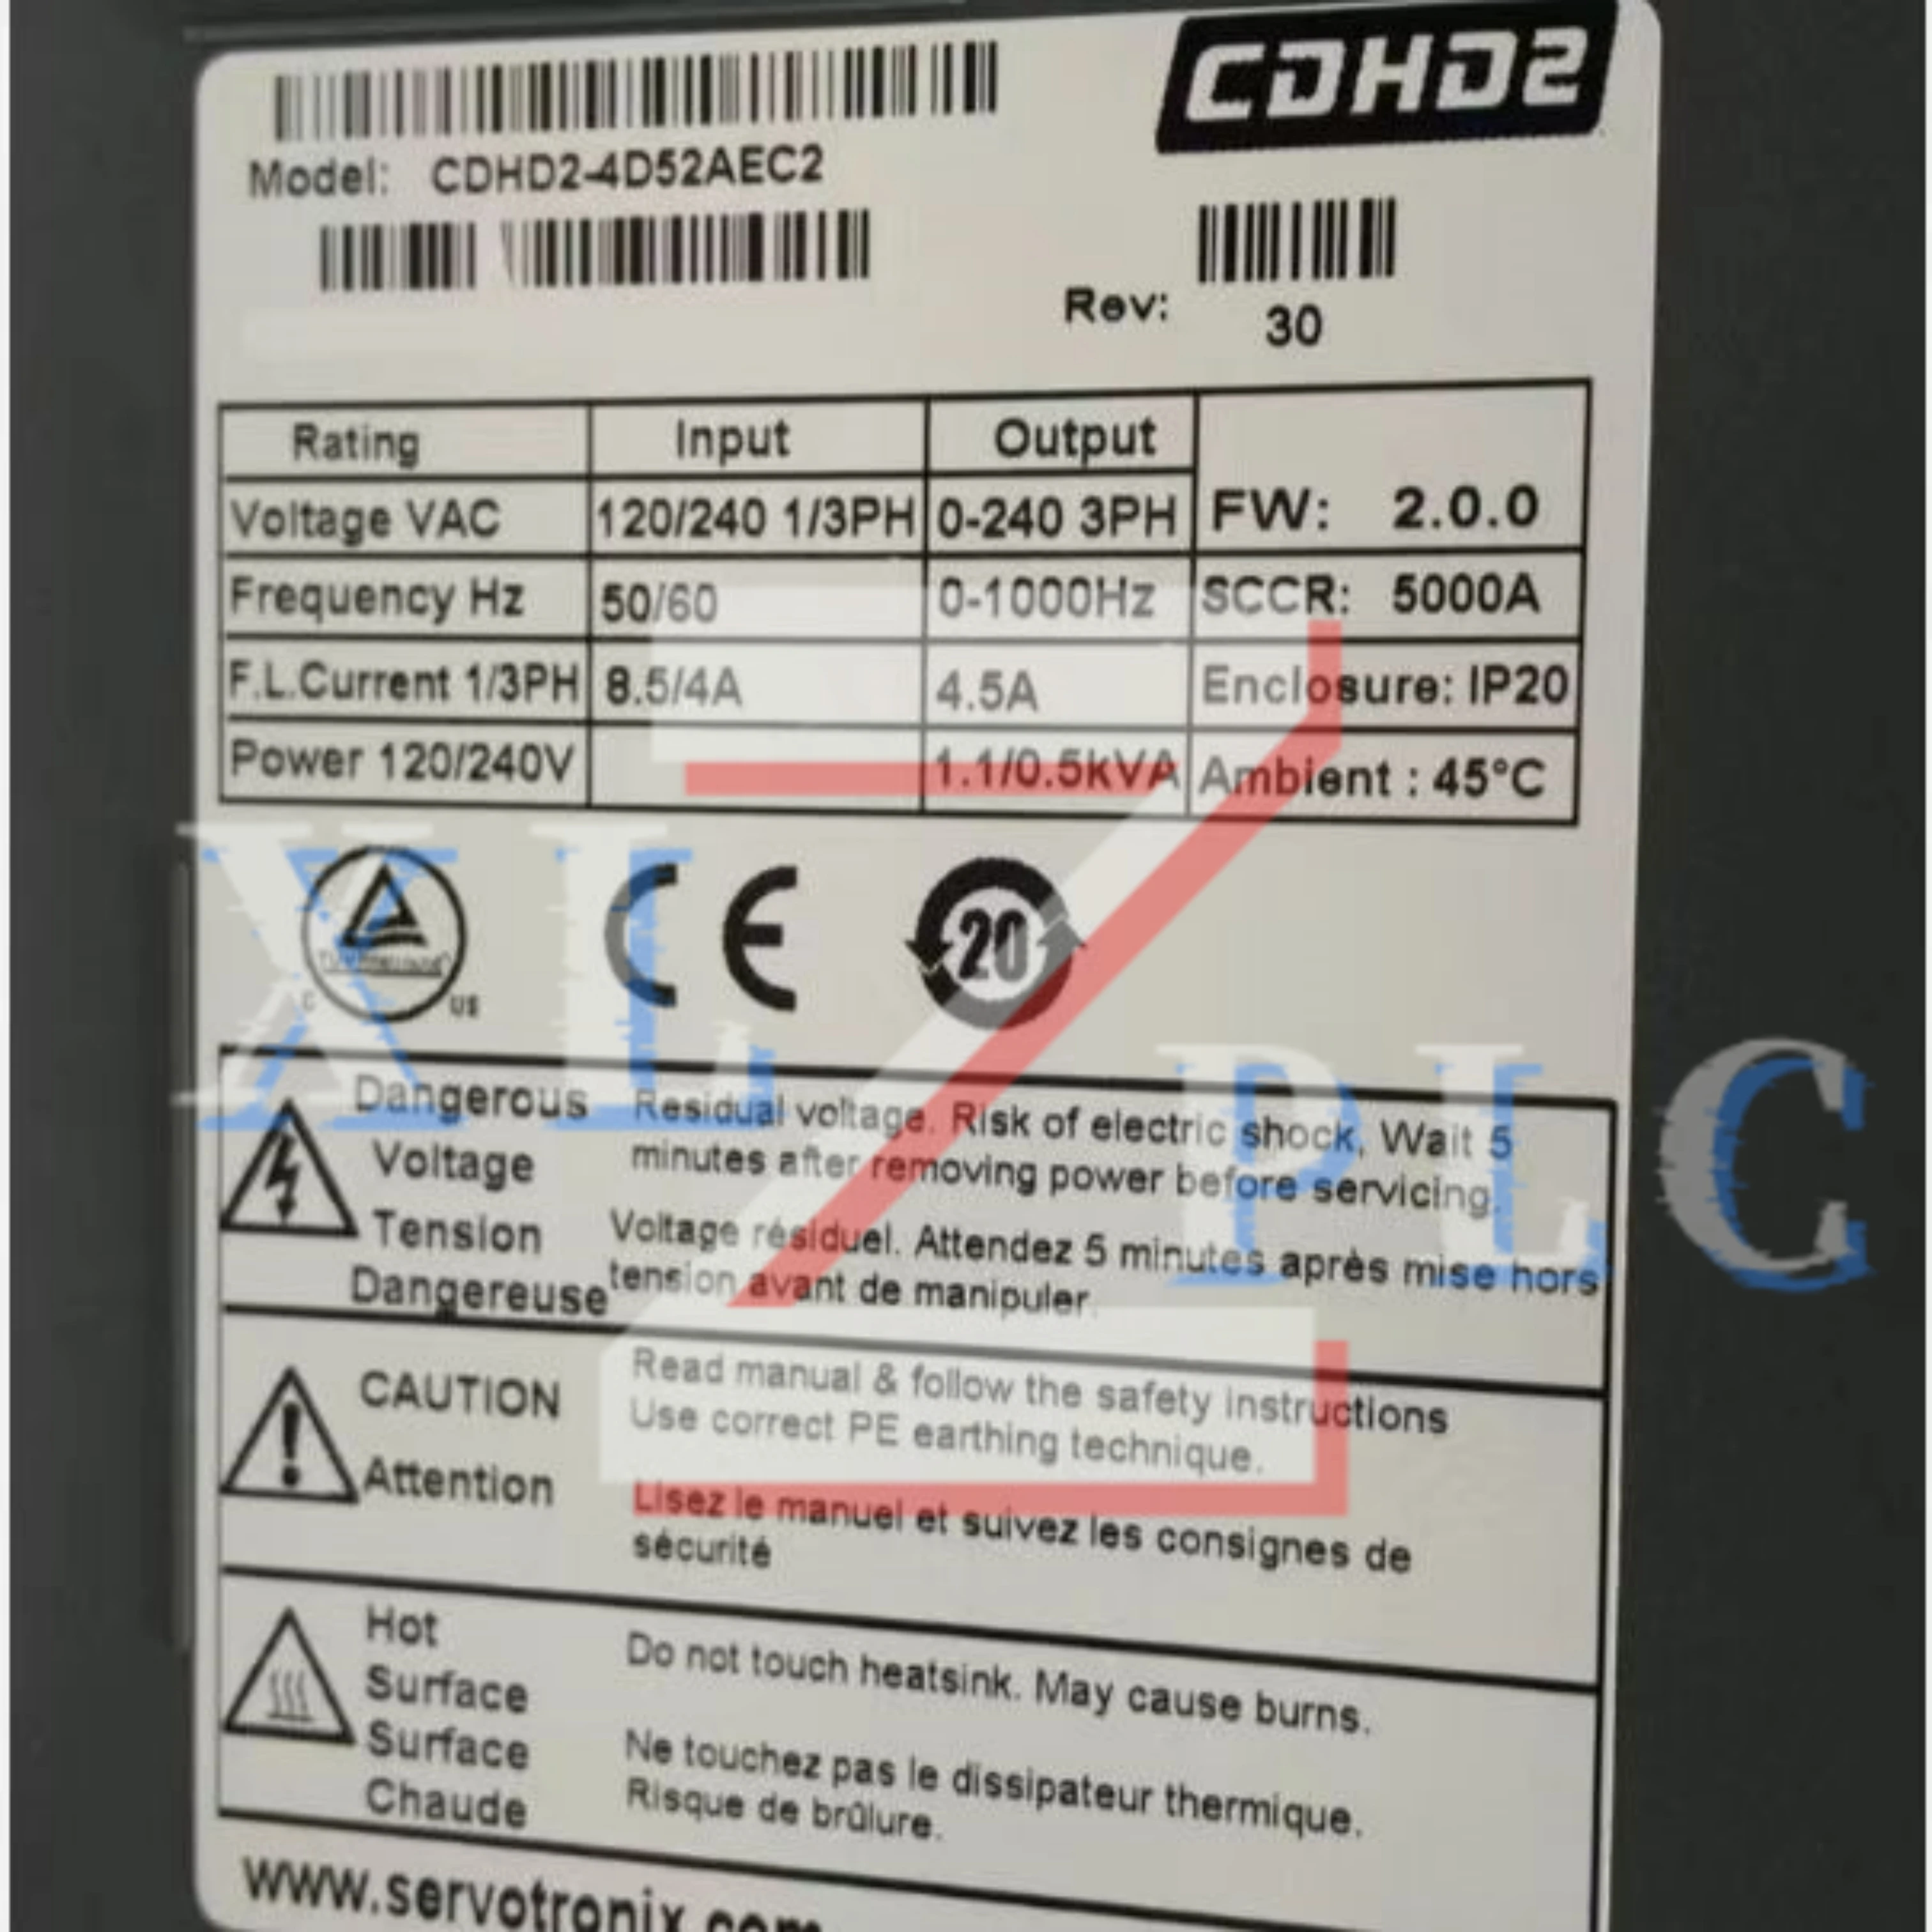 CDHD2
Model: CDHD2-4D52AEC2
Rev: 30
Rating Input Output
Voltage VAC 120/240 1/3PH 0-240 3PH FW: 2.0.0
Frequency Hz 50/60 0-1000Hz SCCR: 5000A
F.L.Current 1/3PH 8.5/4A 4.5A Enclosure: IP20
Power 120/240V 1.1/0.5kVA Ambient : 45°C
XL PLC
c US
CE
20
Dangerous
Voltage
Tension
Dangereuse
Residual voltage. Risk of electric shock, Wait 5
minutes after removing power before servicing.
Voltage résiduel. Attendez 5 minutes après mise hors
tension avant de manipuler.
CAUTION
Attention
Read manual & follow the safety instructions
Use correct PE earthing technique.
Lisez le manuel et suivez les consignes de
sécurité
Hot
Surface
Surface
Chaude
Do not touch heatsink. May cause burns.
Ne touchez pas le dissipateur thermique.
Risque de brûlure.
www.servotronix.com